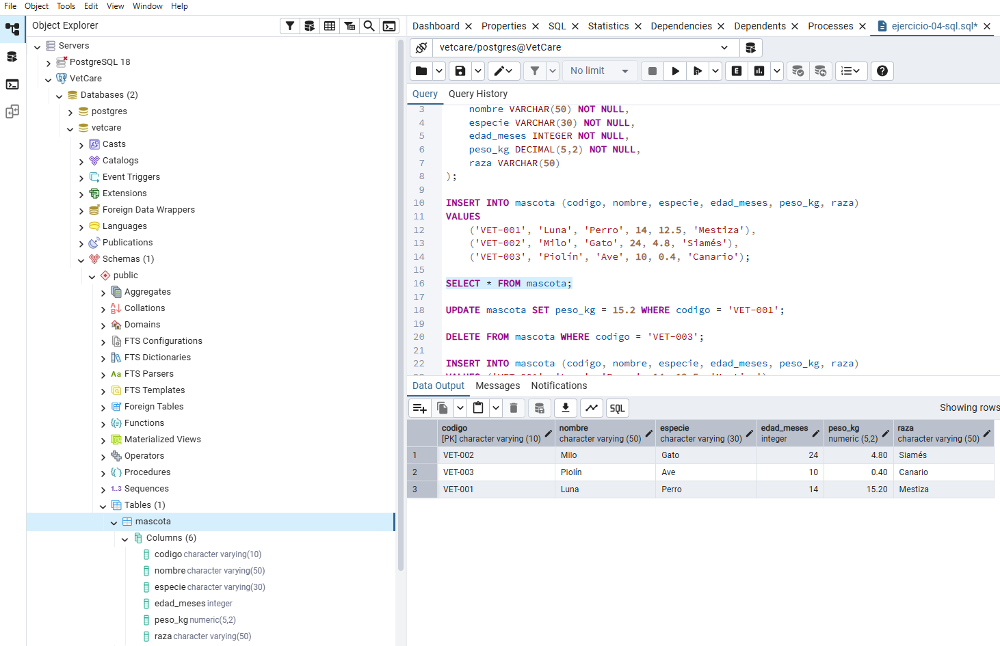 File Object Tools Edit View Window Help
Object Explorer
Servers
PostgreSQL 18
VetCare
Databases (2)
postgres
vetcare
Casts
Catalogs
Event Triggers
Extensions
Foreign Data Wrappers
Languages
Publications
Schemas (1)
public
Aggregates
Collations
Domains
FTS Configurations
FTS Dictionaries
Aa FTS Parsers
FTS Templates
Foreign Tables
Functions
Materialized Views
Operators
Procedures
1..3 Sequences
Tables (1)
mascota
Columns (6)
codigo character varying(10)
nombre character varying(50)
especie character varying(30)
edad_meses integer
peso_kg numeric(5,2)
raza character varying(50)
Dashboard Properties SQL Statistics Dependencies Dependents Processes ejercicio-04-sql.sql*
vetcare/postgres@VetCare
No limit E
Query Query History
3 nombre VARCHAR(50) NOT NULL,
4 especie VARCHAR(30) NOT NULL,
5 edad_meses INTEGER NOT NULL,
6 peso_kg DECIMAL(5,2) NOT NULL,
7 raza VARCHAR(50)
8 );
9
10 INSERT INTO mascota (codigo, nombre, especie, edad_meses, peso_kg, raza)
11 VALUES
12 ('VET-001', 'Luna', 'Perro', 14, 12.5, 'Mestiza'),
13 ('VET-002', 'Milo', 'Gato', 24, 4.8, 'Siamés'),
14 ('VET-003', 'Piolín', 'Ave', 10, 0.4, 'Canario');
15
16 SELECT * FROM mascota;
17
18 UPDATE mascota SET peso_kg = 15.2 WHERE codigo = 'VET-001';
19
20 DELETE FROM mascota WHERE codigo = 'VET-003';
21
22 INSERT INTO mascota (codigo, nombre, especie, edad_meses, peso_kg, raza)
Data Output Messages Notifications
SQL Showing rows
codigo nombre especie edad_meses peso_kg raza
[PK] character varying (10) character varying (50) character varying (30) integer numeric (5,2) character varying (50)
1 VET-002 Milo Gato 24 4.80 Siamés
2 VET-003 Piolín Ave 10 0.40 Canario
3 VET-001 Luna Perro 14 15.20 Mestiza